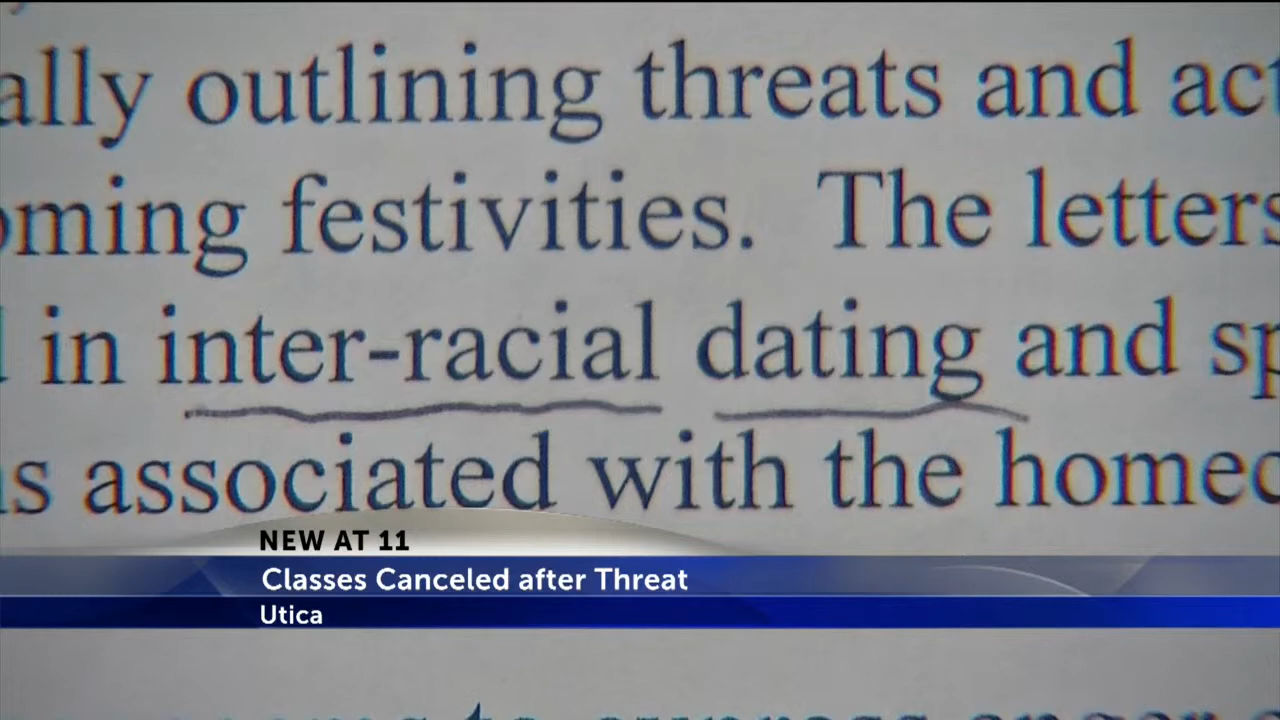 ally outlining threats and act
oming festivities. The letters
in inter-racial dating and sp
s associated with the homec
NEW AT 11
Classes Canceled after Threat
Utica